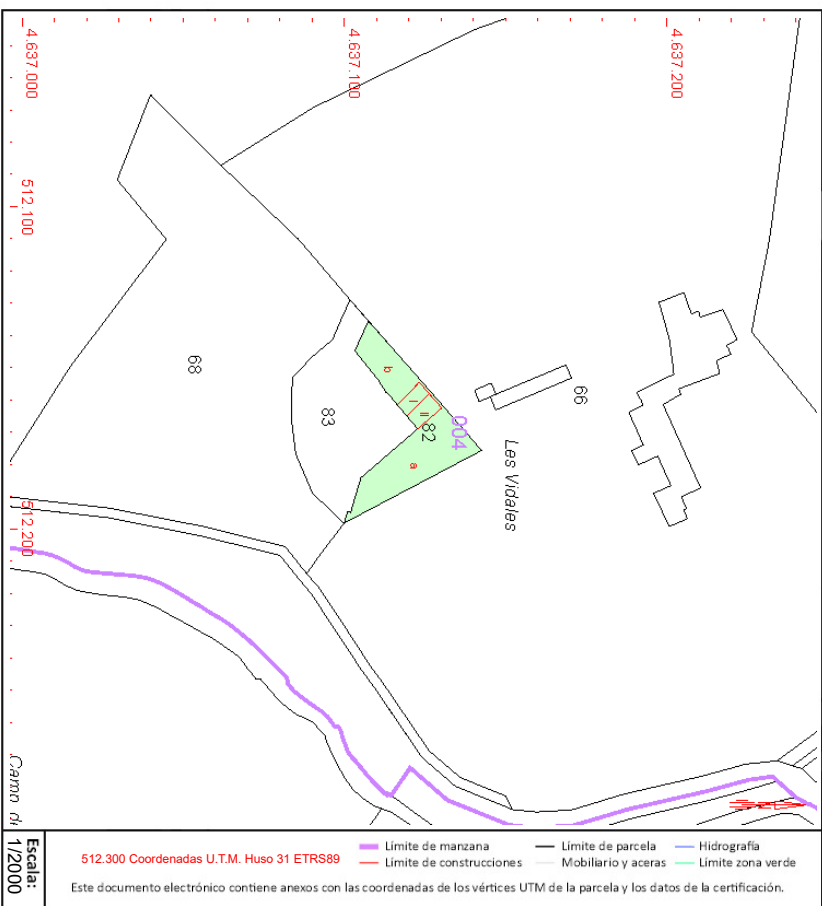 4.637.000
4.637.100
4.637.200
512.100
68
b
I
II
83
82
004
66
a
Les Vidales
512.200
Camp d
Escala:
1/2000
512.300 Coordenadas U.T.M. Huso 31 ETRS89
Límite de manzana
Límite de parcela
Hidrografía
Límite de construcciones
Mobiliario y aceras
Límite zona verde
Este documento electrónico contiene anexos con las coordenadas de los vértices UTM de la parcela y los datos de la certificación.